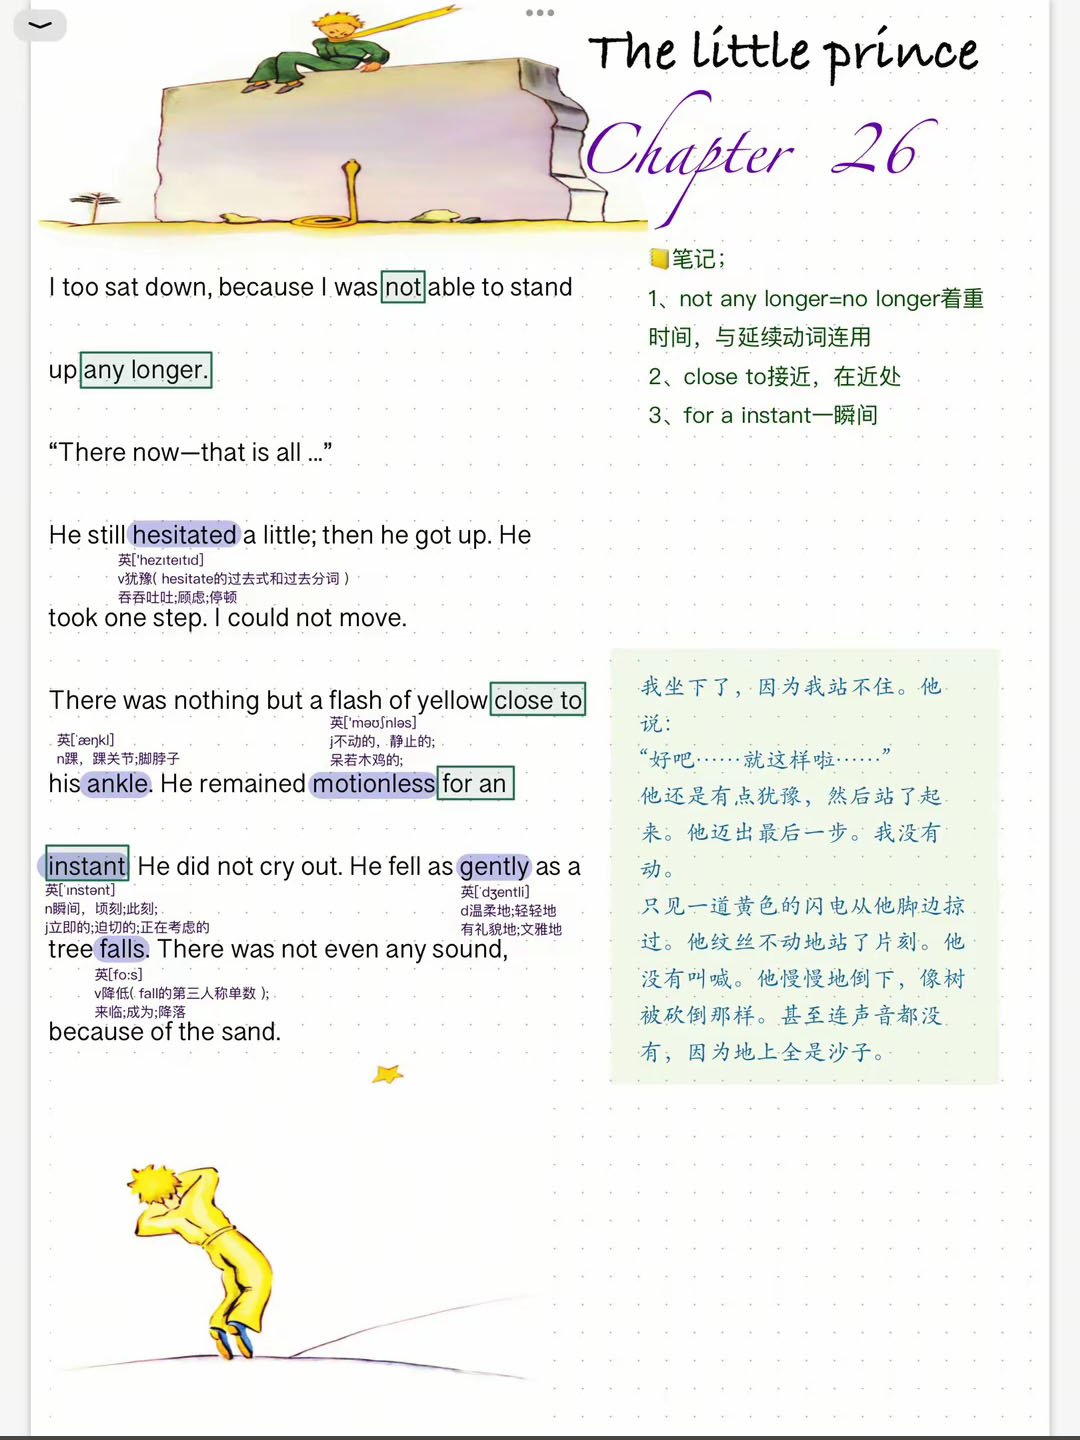 The little prince
Chapter 26
I too sat down, because I was not able to stand
up any longer.
“There now—that is all ...”
He still hesitated a little; then he got up. He
英['hezɪteɪtɪd]
v犹豫( hesitate的过去式和过去分词 )
吞吞吐吐;顾虑;停顿
took one step. I could not move.
There was nothing but a flash of yellow close to
英[ˈæŋkl]
n踝，踝关节;脚脖子
英['məʊʃnləs]
j不动的，静止的;
呆若木鸡的;
his ankle. He remained motionless for an
instant. He did not cry out. He fell as gently as a
英[ˈɪnstənt]
n瞬间，顷刻;此刻;
j立即的;迫切的;正在考虑的
英[ˈdʒentli]
d温柔地;轻轻地
有礼貌地;文雅地
tree falls. There was not even any sound,
英[fɔ:s]
v降低( fall的第三人称单数 );
来临;成为;降落
because of the sand.
笔记；
1、not any longer=no longer着重
时间，与延续动词连用
2、close to接近，在近处
3、for a instant一瞬间
我坐下了，因为我站不住。他
说：
“好吧……就这样啦……”
他还是有点犹豫，然后站了起
来。他迈出最后一步。我没有
动。
只见一道黄色的闪电从他脚边掠
过。他纹丝不动地站了片刻。他
没有叫喊。他慢慢地倒下，像树
被砍倒那样。甚至连声音都没
有，因为地上全是沙子。